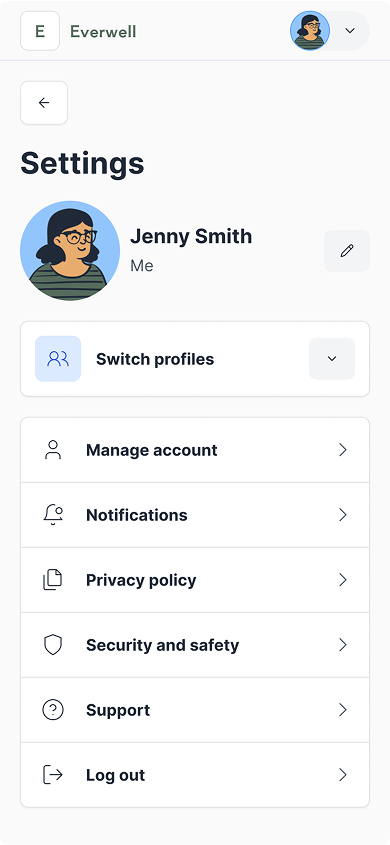 E Everwell
Settings
Jenny Smith
Me
Switch profiles
Manage account
Notifications
Privacy policy
Security and safety
Support
Log out